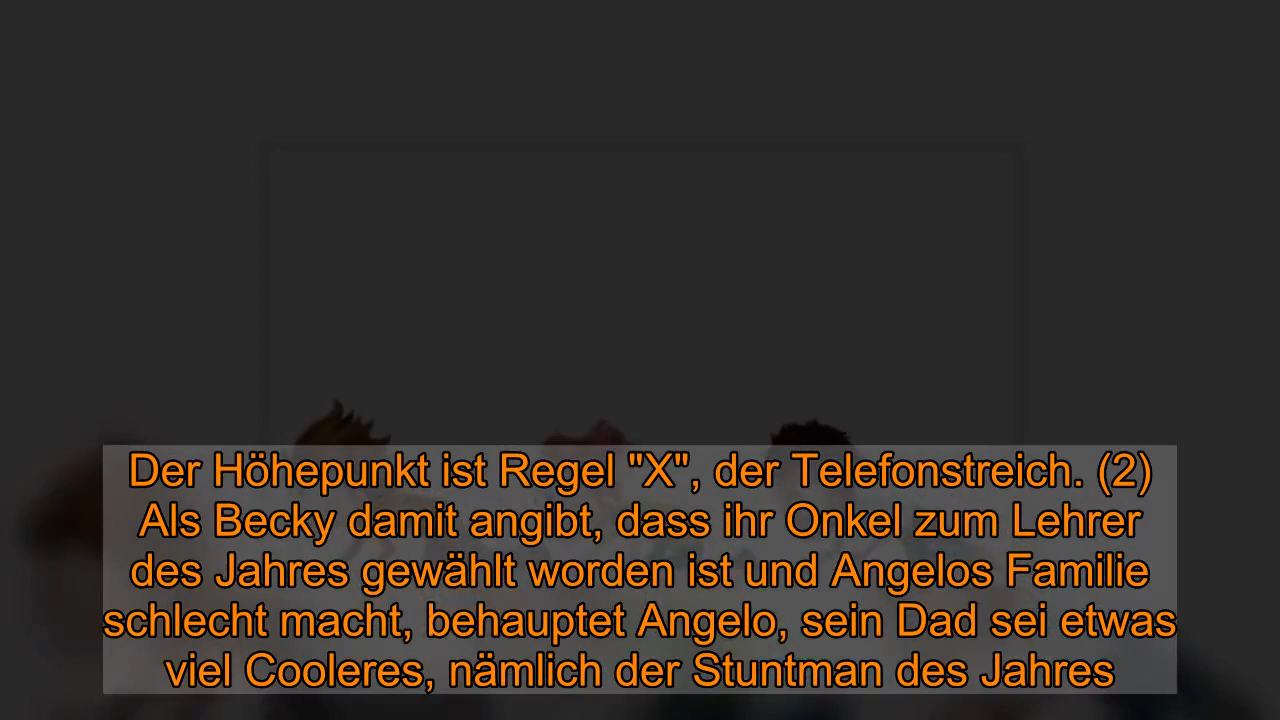 Der Höhepunkt ist Regel "X", der Telefonstreich. (2)
Als Becky damit angibt, dass ihr Onkel zum Lehrer
des Jahres gewählt worden ist und Angelos Familie
schlecht macht, behauptet Angelo, sein Dad sei etwas
viel Cooleres, nämlich der Stuntman des Jahres